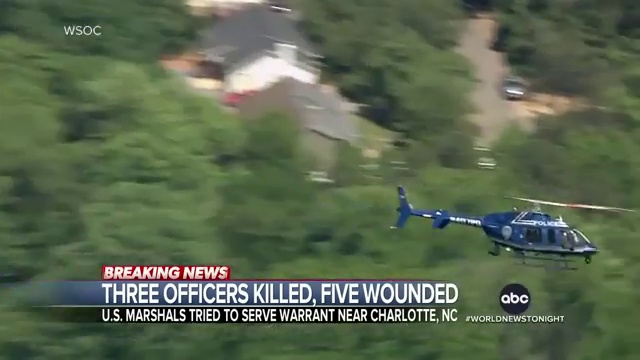 WSOC
POLICE
BREAKING NEWS
THREE OFFICERS KILLED, FIVE WOUNDED
U.S. MARSHALS TRIED TO SERVE WARRANT NEAR CHARLOTTE, NC
abc
#WORLDNEWSTONIGHT